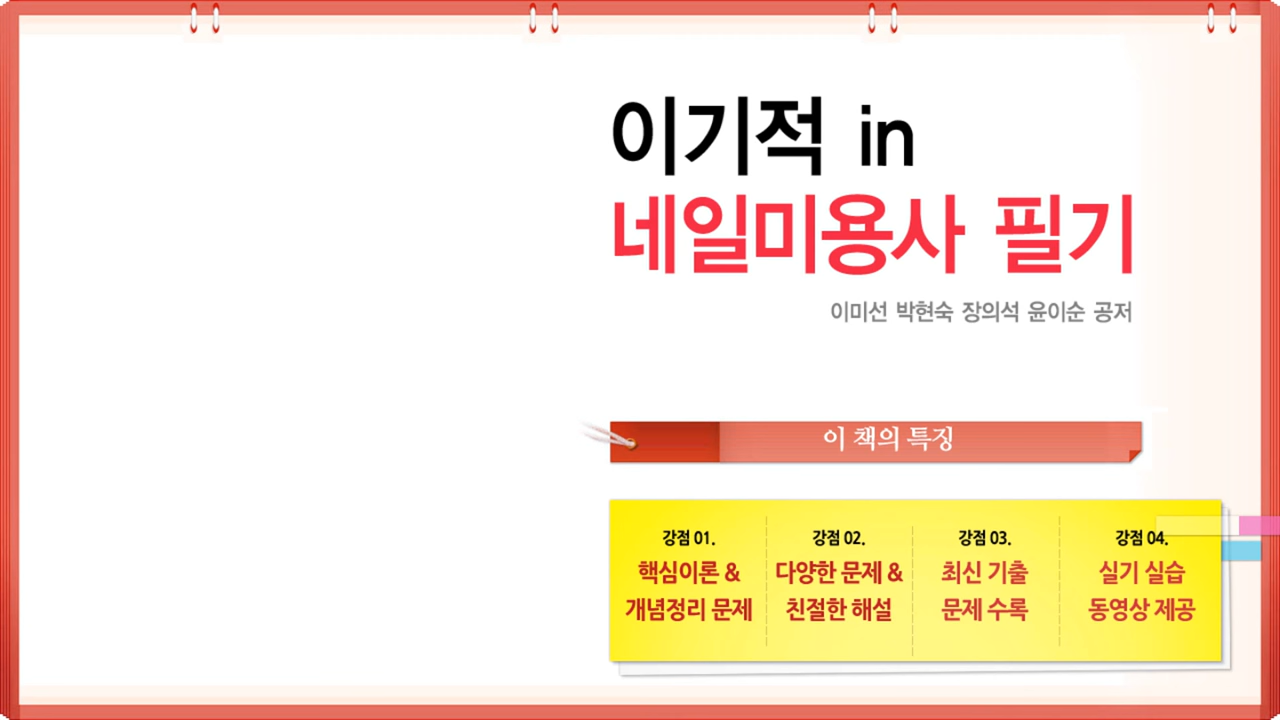 이기적 in
네일미용사 필기
이미선 박현숙 장의석 윤이순 공저
이 책의 특징
강점 01.
핵심이론 &
개념정리 문제
강점 02.
다양한 문제 &
친절한 해설
강점 03.
최신 기출
문제 수록
강점 04.
실기 실습
동영상 제공